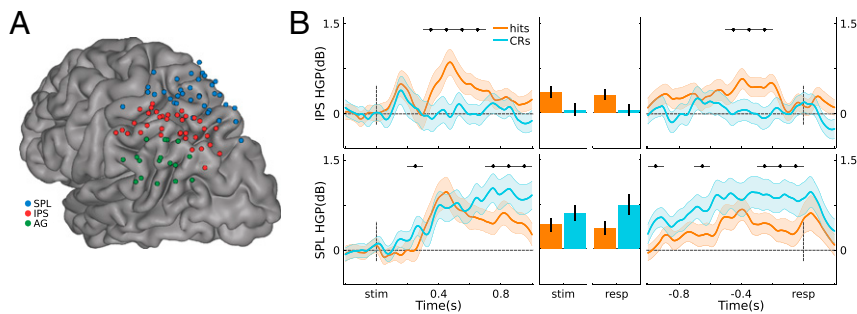 A
SPL
IPS
AG
B
1.5
hits
CRs
1.5
IPS HGP(dB)
0
0
1.5
1.5
SPL HGP(dB)
0
0
stim 0.4 0.8
Time(s)
stim resp
-0.8 -0.4 resp
Time(s)